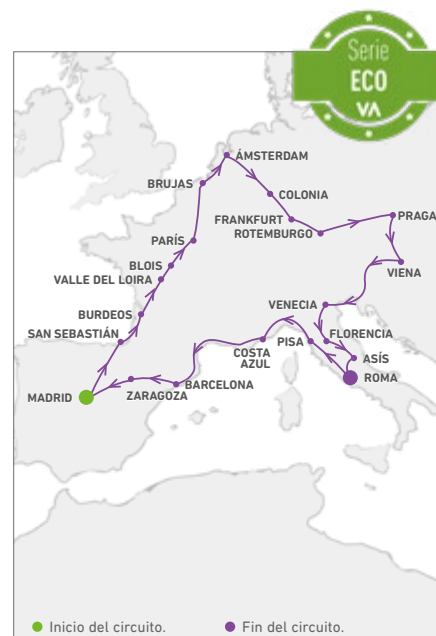 Serie
ECO
VA
ÁMSTERDAM
BRUJAS
COLONIA
FRANKFURT
ROTEMBURGO
PRAGA
PARÍS
BLOIS
VALLE DEL LOIRA
VIENA
BURDEOS
VENECIA
SAN SEBASTIÁN
FLORENCIA
PISA
COSTA
AZUL
ASÍS
ROMA
BARCELONA
ZARAGOZA
MADRID
Inicio del circuito.
Fin del circuito.